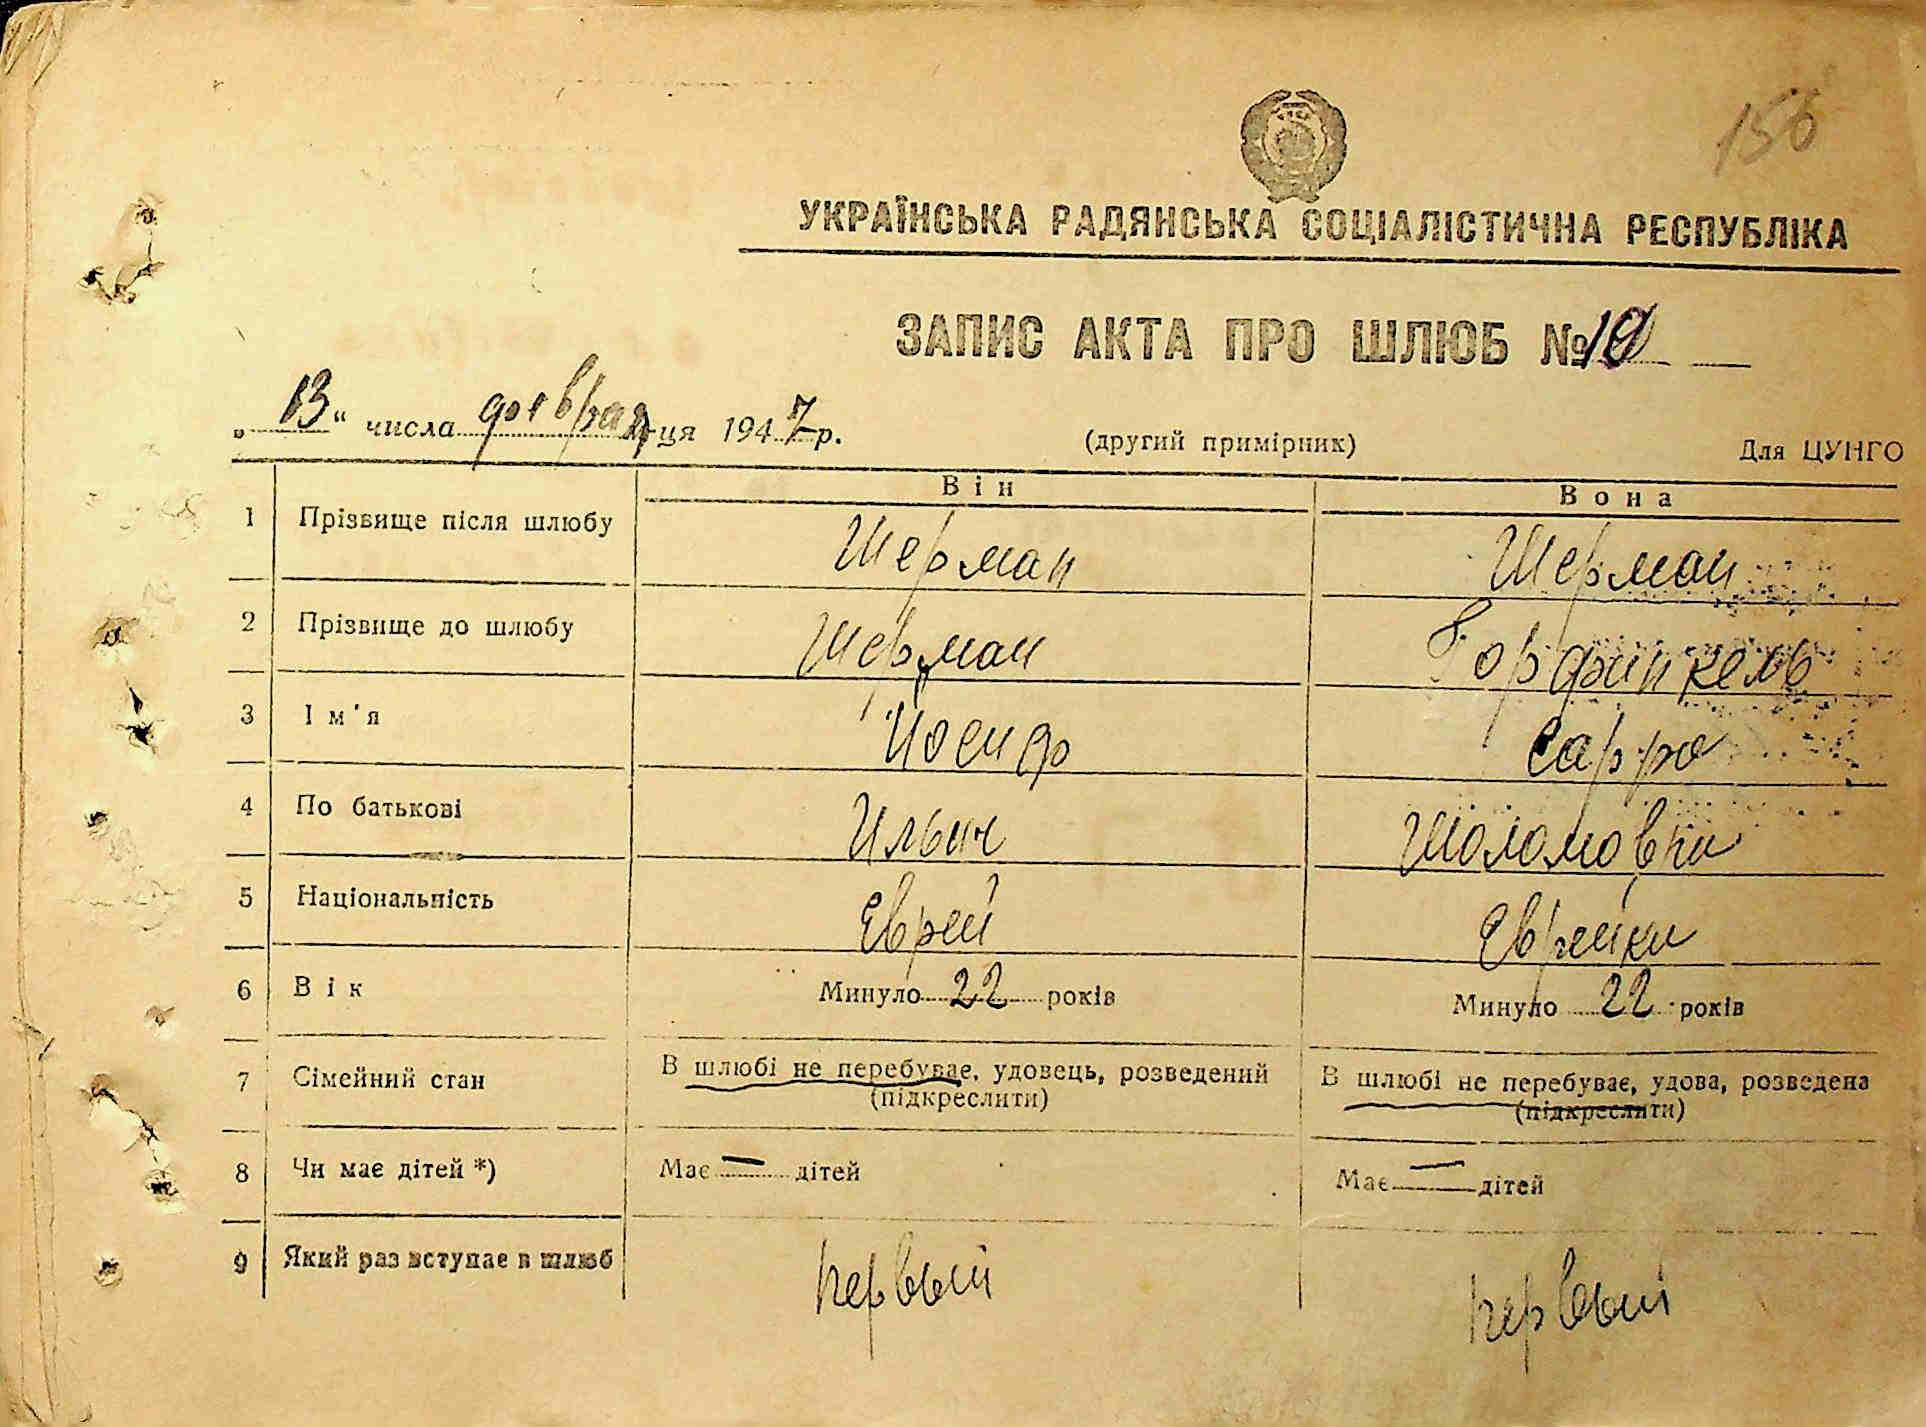 156
УКРАЇНСЬКА РАДЯНСЬКА СОЦІАЛІСТИЧНА РЕСПУБЛІКА
ЗАПИС АКТА ПРО ШЛЮБ № 19
„13“ числа февраля ця 1947 р.
(другий примірник)
Для ЦУНГО
Він Вона
1 Прізвище після шлюбу Шерман Шерман
2 Прізвище до шлюбу Шерман Горфинкель
3 Ім'я Иосиф Сарра
4 По батькові Ильич Шоломовна
5 Національність Еврей Еврейка
6 Вік Минуло 22 років Минуло 22 років
7 Сімейний стан В шлюбі не перебуває, удовець, розведений В шлюбі не перебуває, удова, розведена
(підкреслити) (підкреслити)
8 Чи має дітей *) Має — дітей Має — дітей
9 Який раз вступає в шлюб первый первый